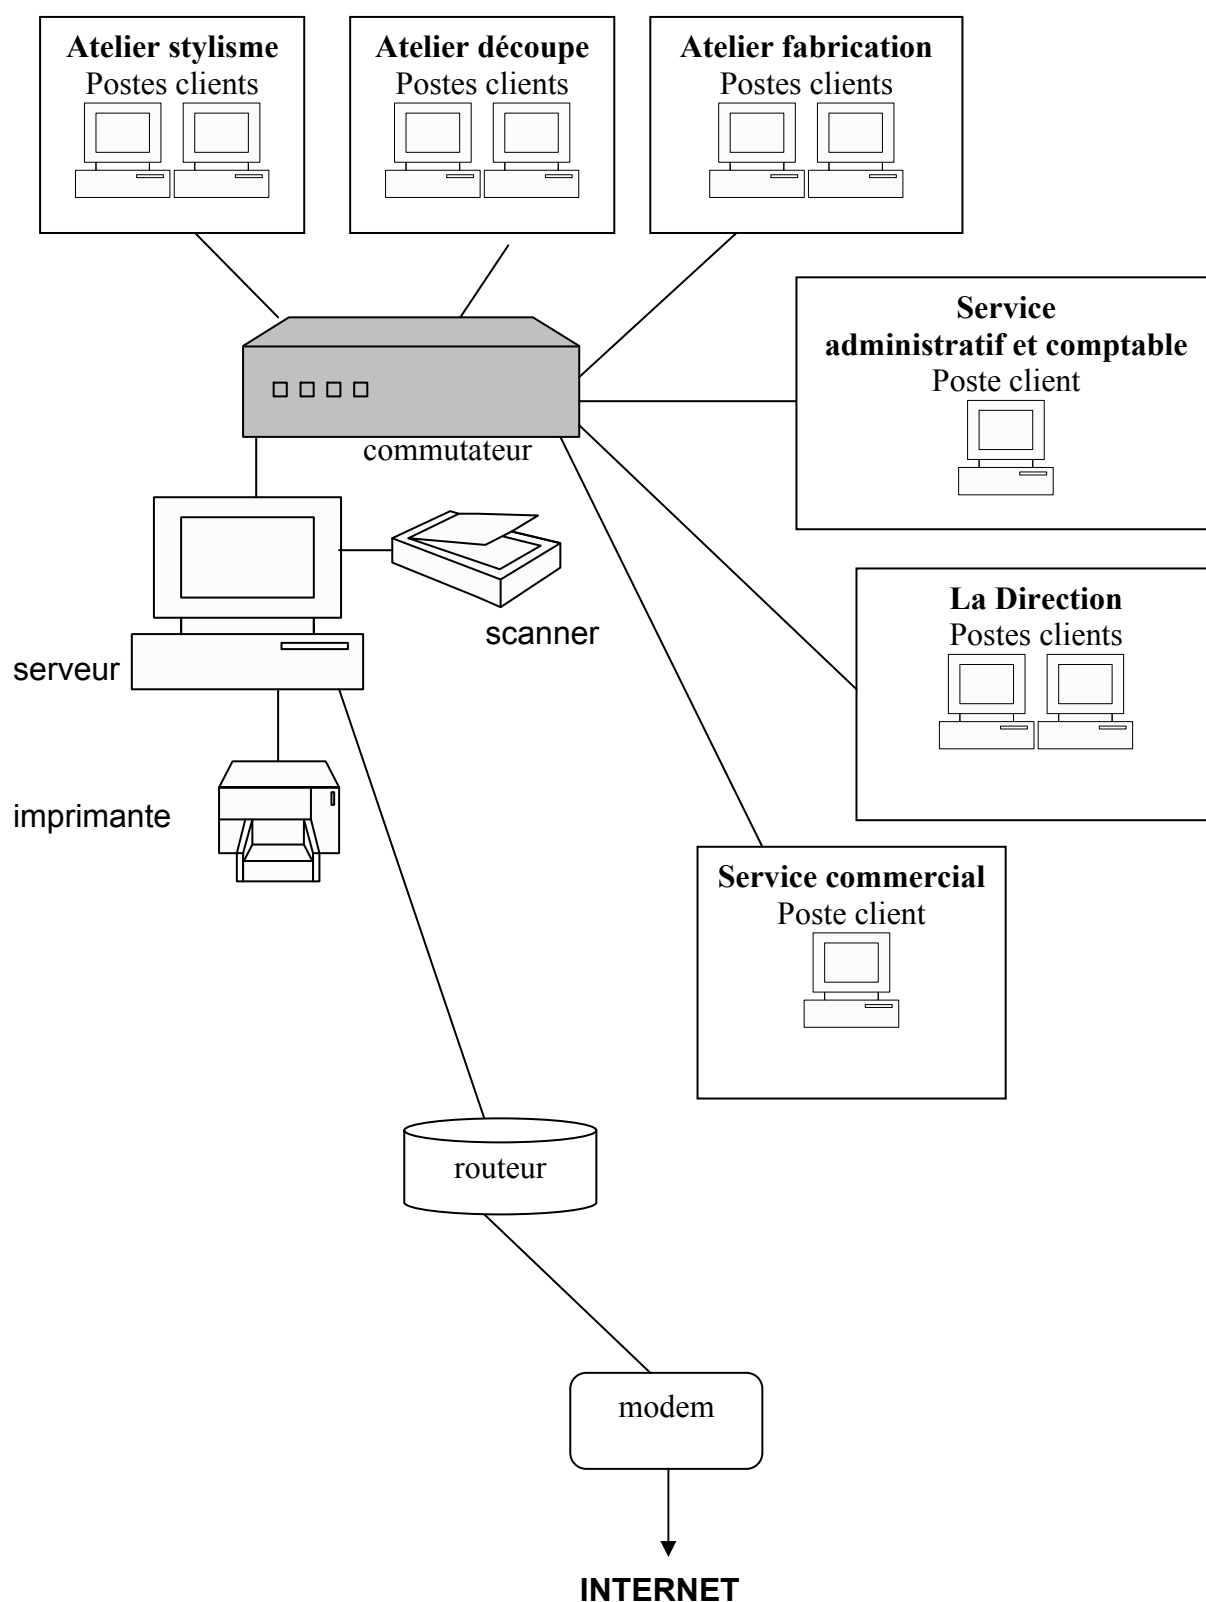 Atelier stylisme
Postes clients
Atelier découpe
Postes clients
Atelier fabrication
Postes clients
Service
administratif et comptable
Poste client
commutateur
scanner
serveur
La Direction
Postes clients
imprimante
Service commercial
Poste client
routeur
modem
INTERNET